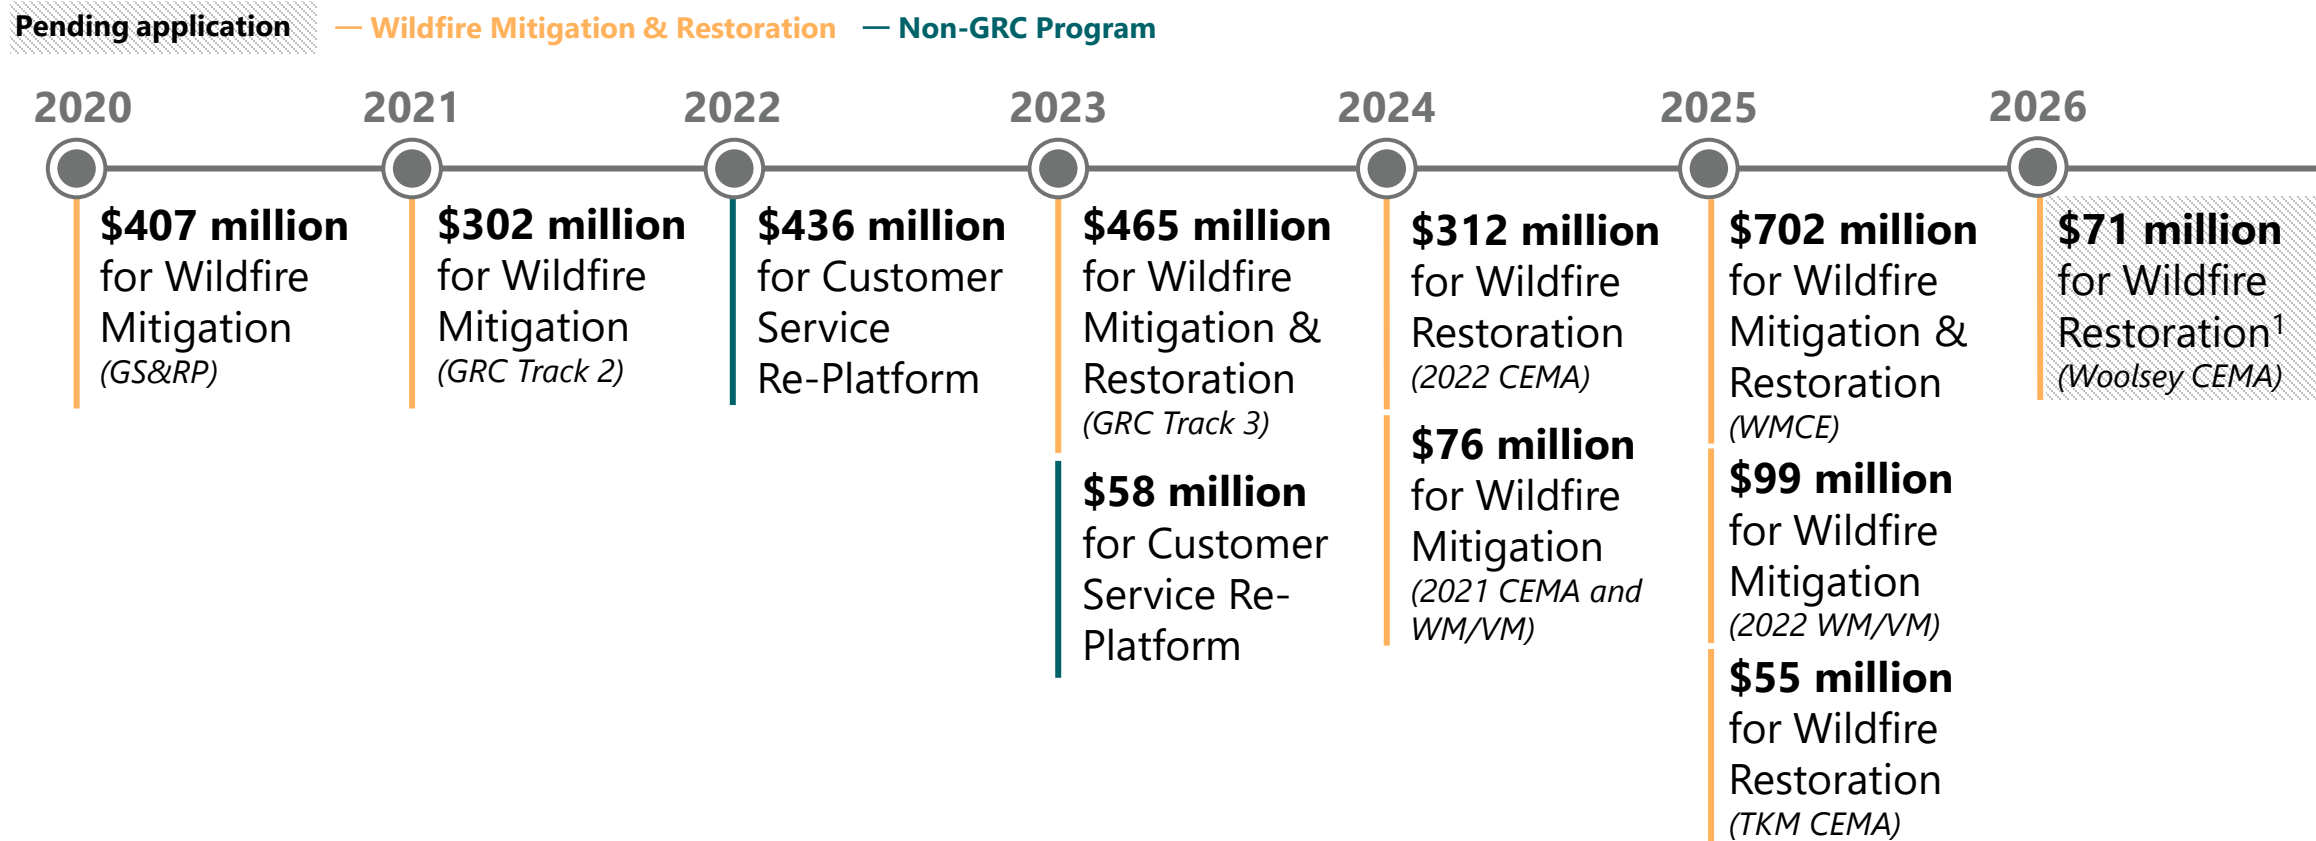 Pending application
Wildfire Mitigation & Restoration
Non-GRC Program
2020
2021
2022
2023
2024
2025
2026
$407 million
for Wildfire
Mitigation
(GS&RP)
$302 million
for Wildfire
Mitigation
(GRC Track 2)
$436 million
for Customer
Service
Re-Platform
$465 million
for Wildfire
Mitigation &
Restoration
(GRC Track 3)
$58 million
for Customer
Service Re-
Platform
$312 million
for Wildfire
Restoration
(2022 CEMA)
$76 million
for Wildfire
Mitigation
(2021 CEMA and
WM/VM)
$702 million
for Wildfire
Mitigation &
Restoration
(WMCE)
$99 million
for Wildfire
Mitigation
(2022 WM/VM)
$55 million
for Wildfire
Restoration
(TKM CEMA)
$71 million
for Wildfire
Restoration¹
(Woolsey CEMA)